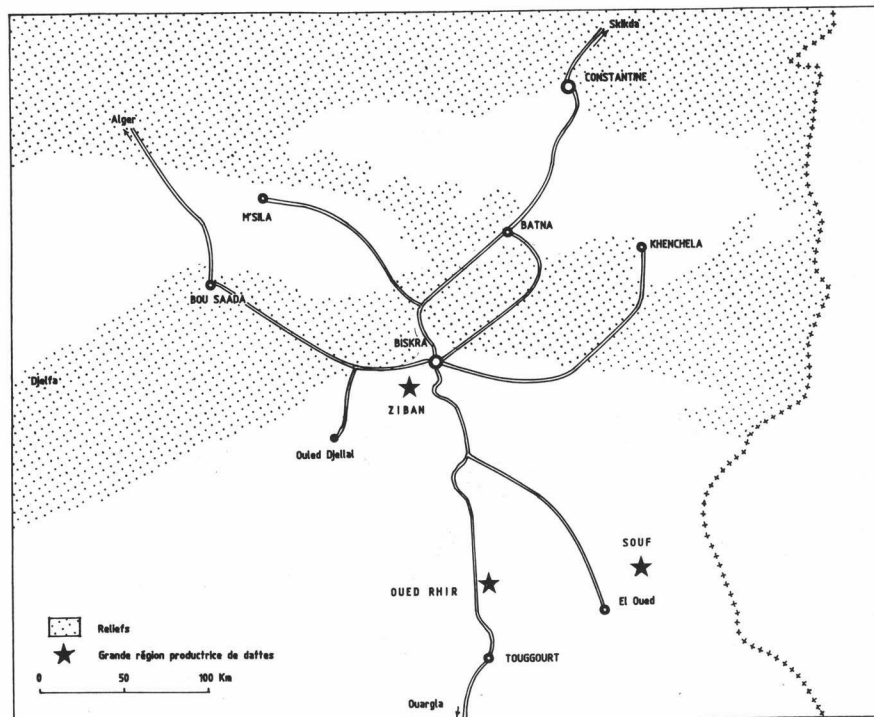 Skikda
CONSTANTINE
Alger
M'SILA
BATNA
KHENCHELA
BOU SAADA
BISKRA
Djelfa
ZIBAN
Ouled Djellal
SOUF
OUED RHIR
El Oued
Reliefs
Grande région productrice de dattes
TOUGGOURT
0 50 100 Km
Ouargla